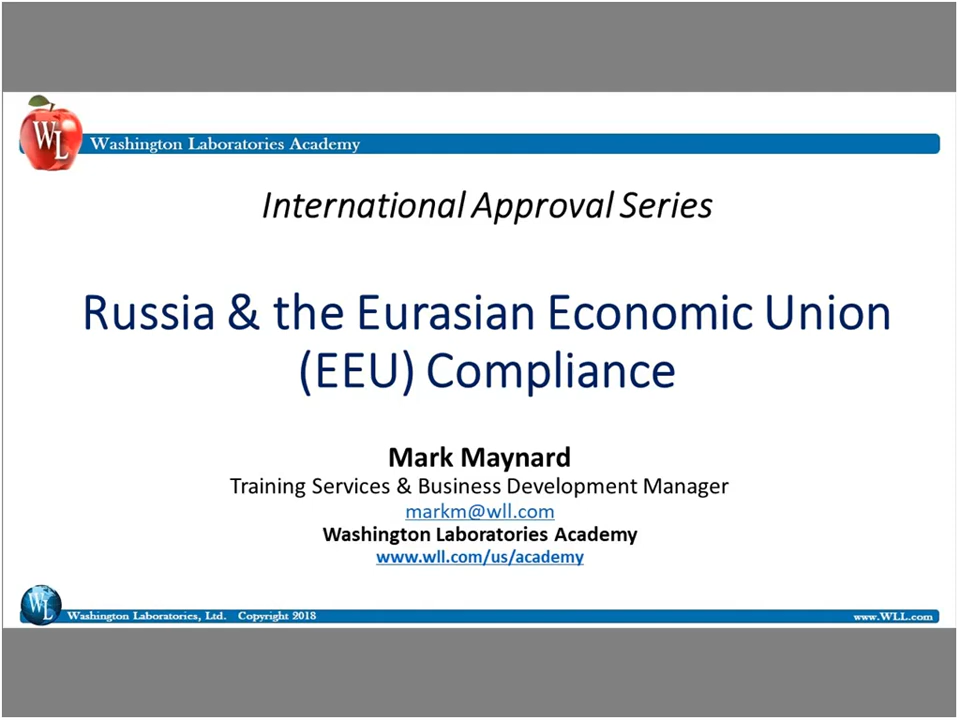 WL
Washington Laboratories Academy
International Approval Series
Russia & the Eurasian Economic Union
(EEU) Compliance
Mark Maynard
Training Services & Business Development Manager
markm@wll.com
Washington Laboratories Academy
www.wll.com/us/academy
WL
Washington Laboratories, Ltd. Copyright 2018
www.WLL.com